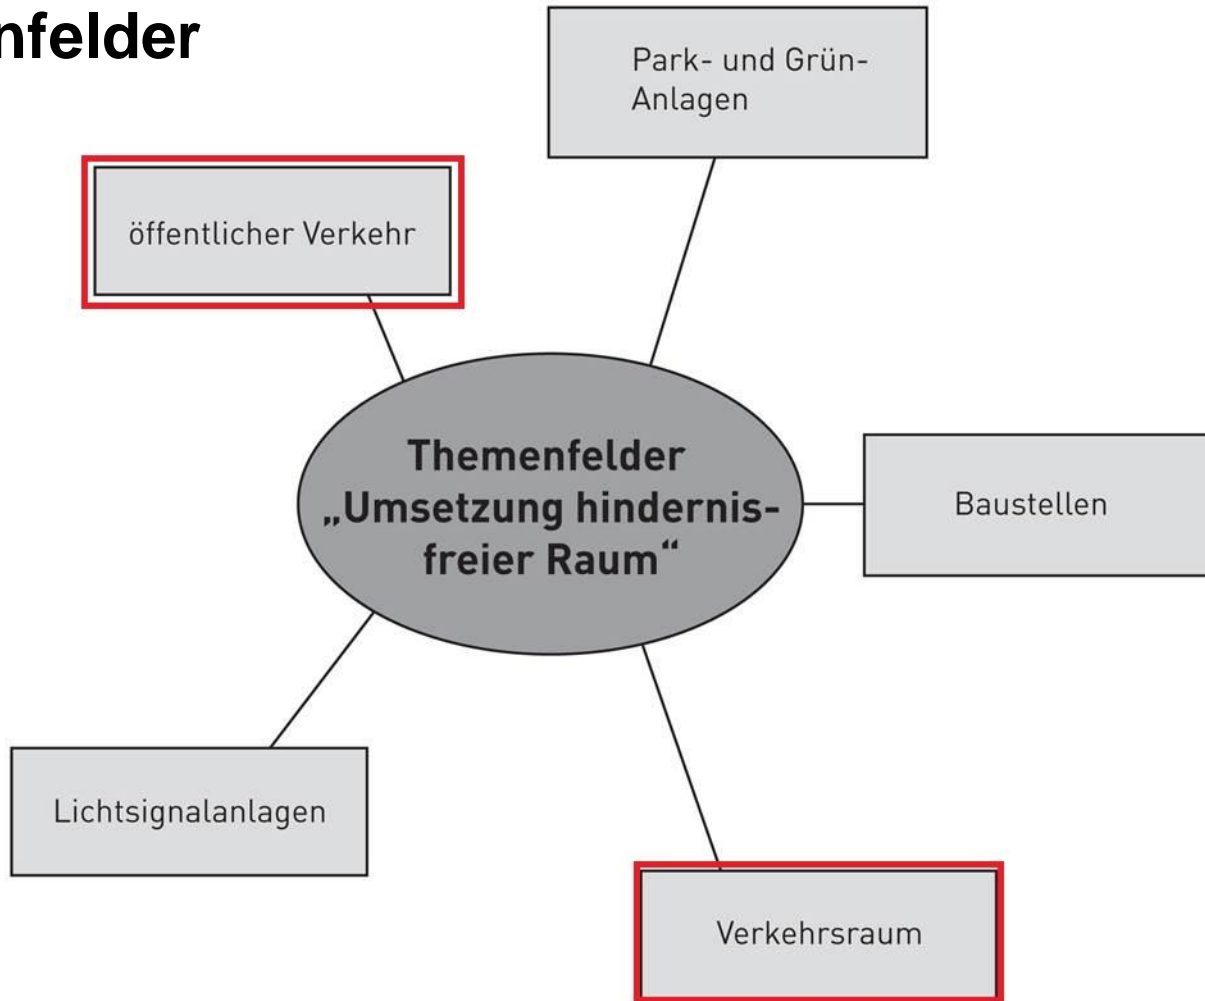 nfelder
Park- und Grün-
Anlagen
öffentlicher Verkehr
Themenfelder
„Umsetzung hindernis-
freier Raum“
Baustellen
Lichtsignalanlagen
Verkehrsraum